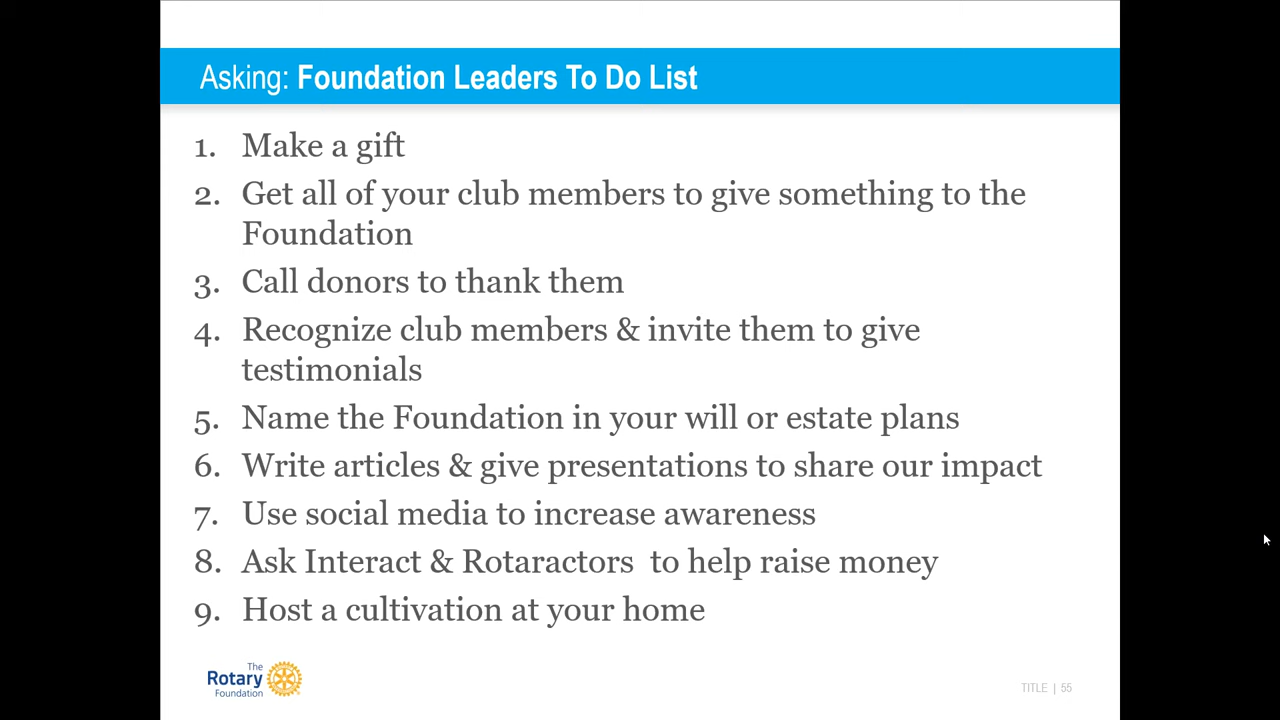 Asking: Foundation Leaders To Do List
1. Make a gift
2. Get all of your club members to give something to the
Foundation
3. Call donors to thank them
4. Recognize club members & invite them to give
testimonials
5. Name the Foundation in your will or estate plans
6. Write articles & give presentations to share our impact
7. Use social media to increase awareness
8. Ask Interact & Rotaractors  to help raise money
9. Host a cultivation at your home
The
Rotary
Foundation
TITLE | 55